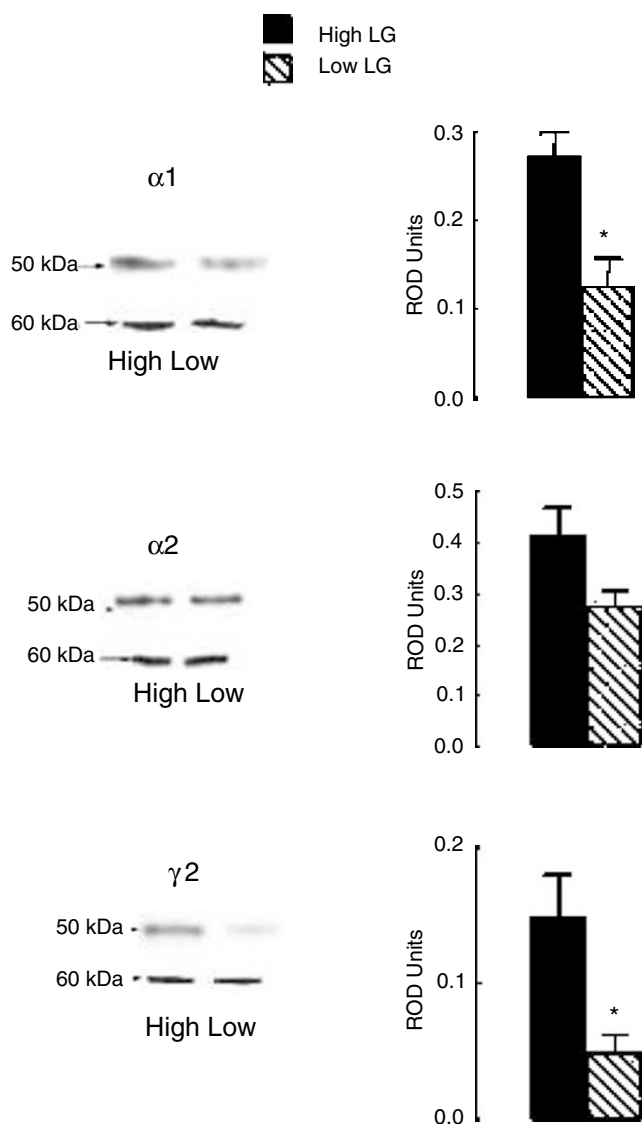 High LG
Low LG
α1
50 kDa
60 kDa
High Low
ROD Units
0.3
0.2
0.1
0.0
*
α2
50 kDa
60 kDa
High Low
ROD Units
0.5
0.4
0.3
0.2
0.1
0.0
γ2
50 kDa
60 kDa
High Low
ROD Units
0.2
0.1
0.0
*